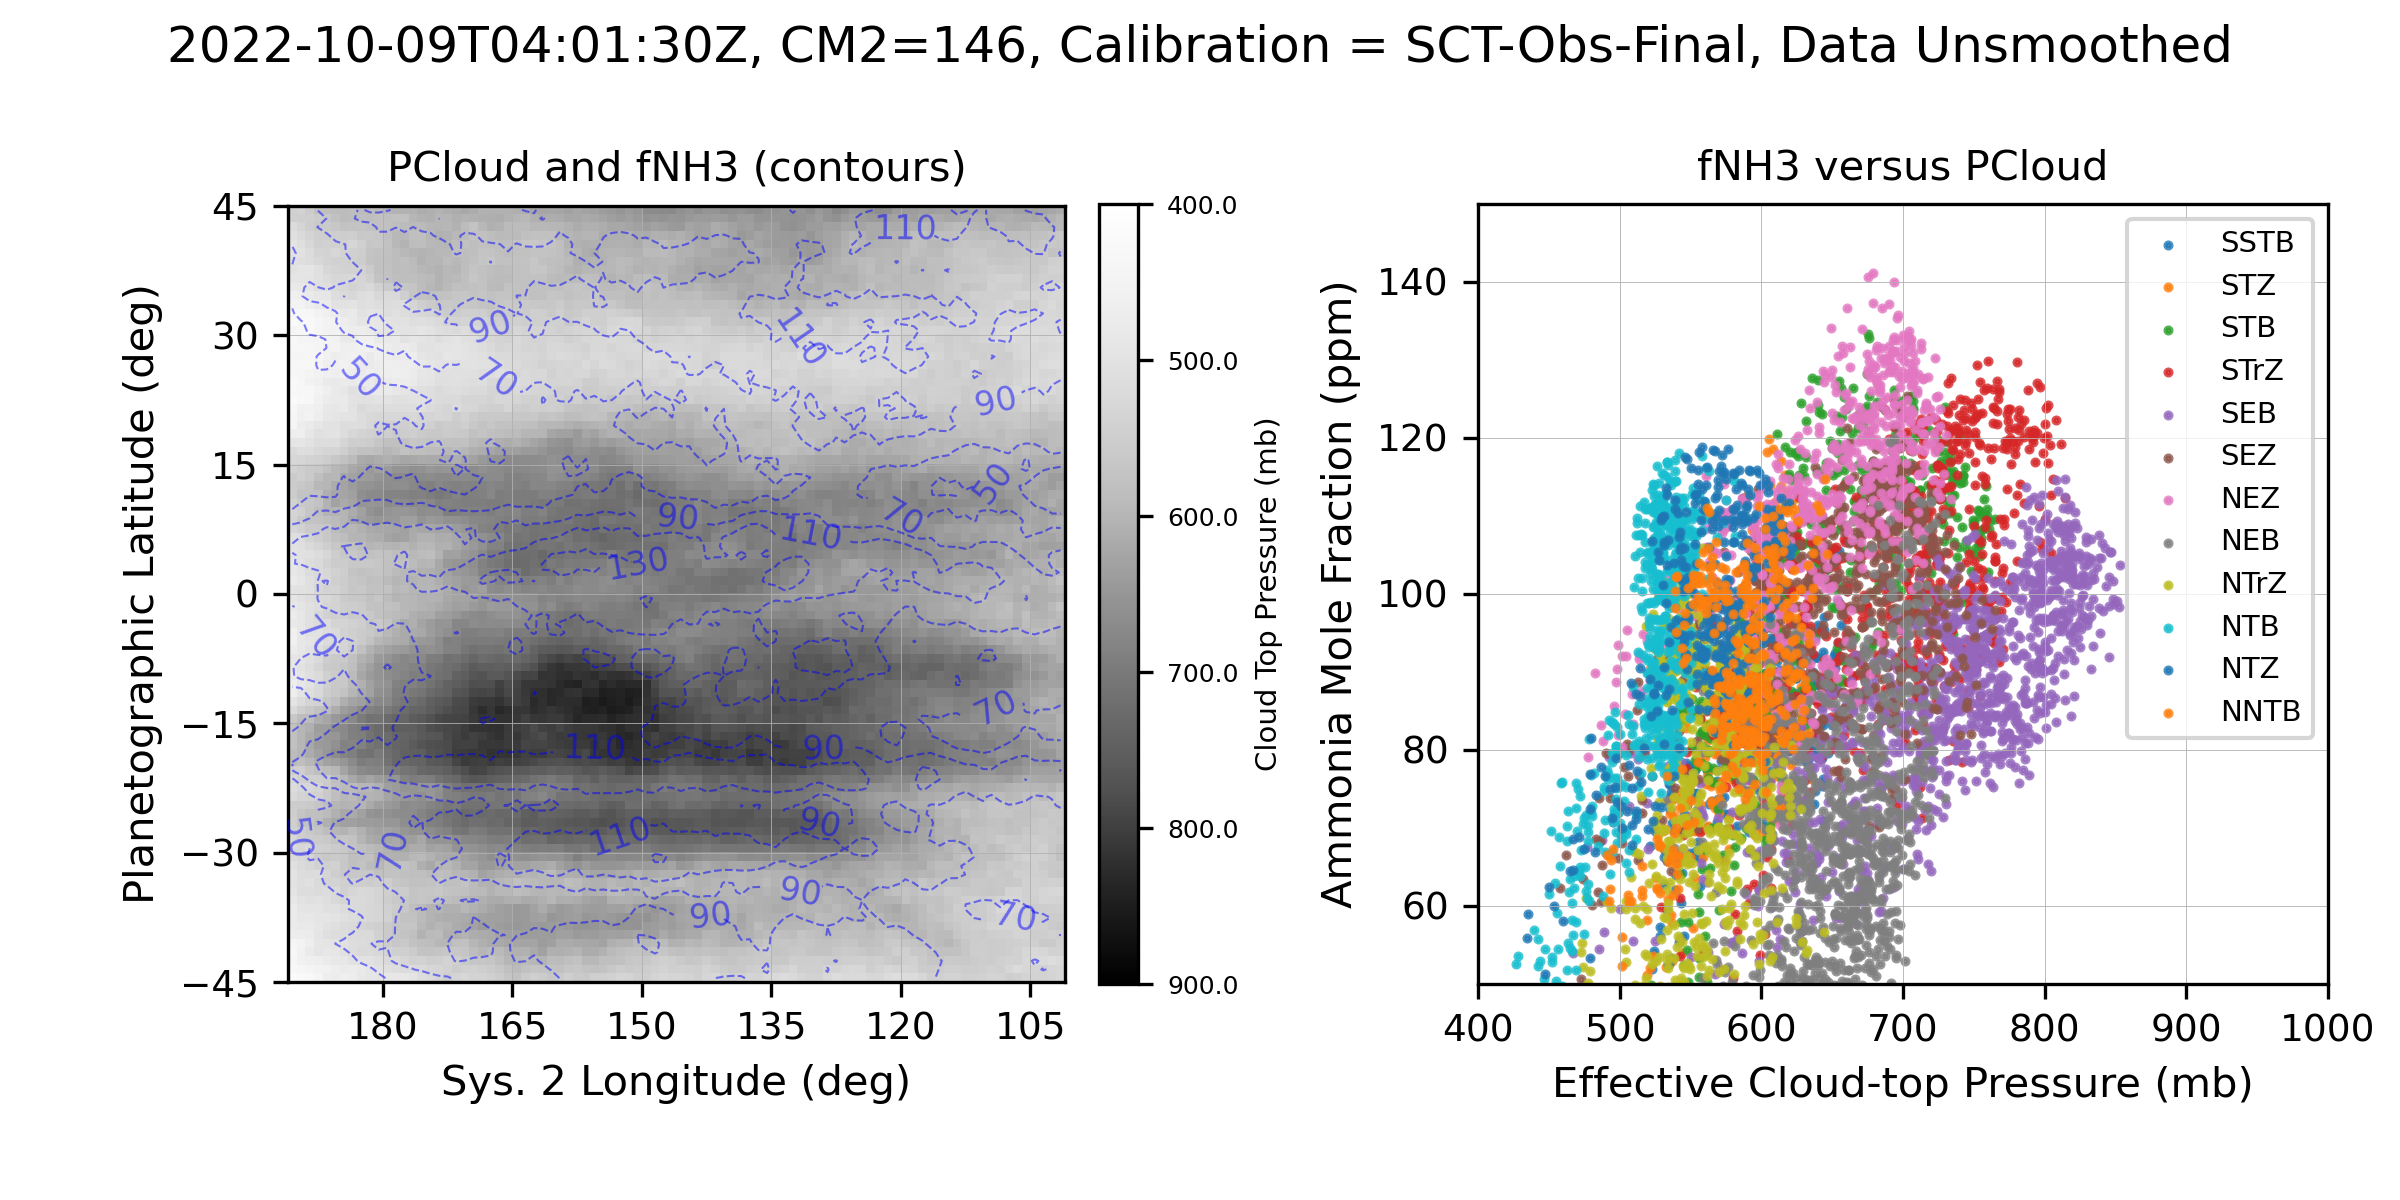 2022-10-09T04:01:30Z, CM2=146, Calibration = SCT-Obs-Final, Data Unsmoothed
PCloud and fNH3 (contours)
Planetographic Latitude (deg)
45
30
15
0
−15
−30
−45
180
165
150
135
120
105
Sys. 2 Longitude (deg)
110
90
110
50
70
90
50
90
110
70
130
70
70
110
90
50
70
110
90
90
90
70
400.0
500.0
600.0
700.0
800.0
900.0
Cloud Top Pressure (mb)
fNH3 versus PCloud
Ammonia Mole Fraction (ppm)
140
120
100
80
60
400
500
600
700
800
900
1000
Effective Cloud-top Pressure (mb)
SSTB
STZ
STB
STrZ
SEB
SEZ
NEZ
NEB
NTrZ
NTB
NTZ
NNTB